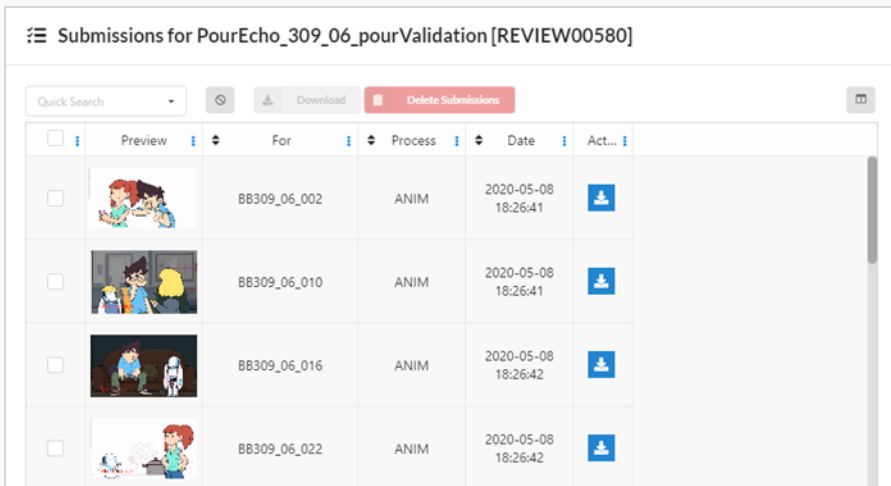 Submissions for PourEcho_309_06_pourValidation [REVIEW00580]
Quick Search Download Delete Submissions
Preview For Process Date Act...
BB309_06_002 ANIM 2020-05-08
18:26:41
BB309_06_010 ANIM 2020-05-08
18:26:41
BB309_06_016 ANIM 2020-05-08
18:26:42
BB309_06_022 ANIM 2020-05-08
18:26:42